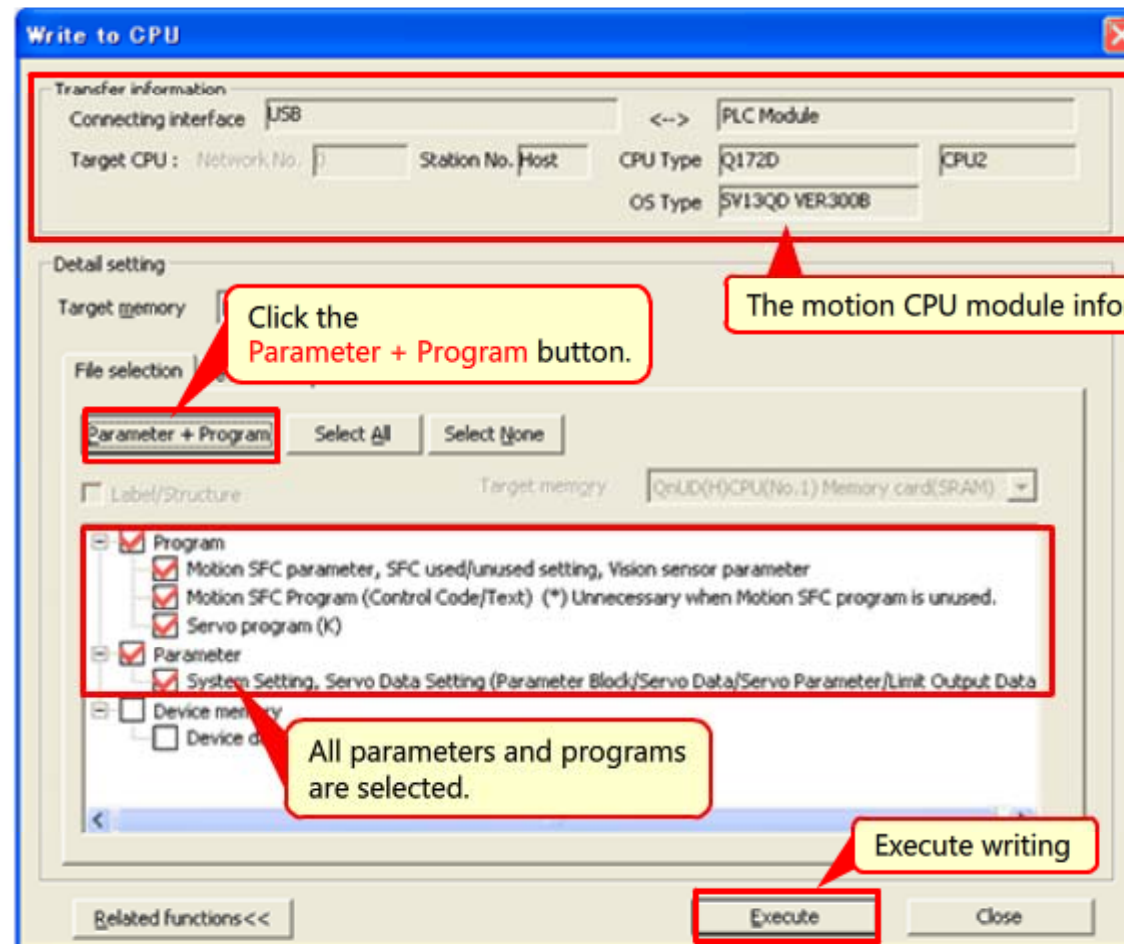 Write to CPU
Transfer information
Connecting interface USB <--> PLC Module
Target CPU : Network No. 0 Station No. Host CPU Type Q172D CPU2
OS Type SV13QD VER300B
Detail setting
The motion CPU module info
Target memory
Click the
Parameter + Program button.
File selection
Parameter + Program Select All Select None
Label/Structure Target memory QnUD(H)CPU(No.1) Memory card(SRAM)
Program
Motion SFC parameter, SFC used/unused setting, Vision sensor parameter
Motion SFC Program (Control Code/Text) (*) Unnecessary when Motion SFC program is unused.
Servo program (K)
Parameter
System Setting, Servo Data Setting (Parameter Block/Servo Data/Servo Parameter/Limit Output Data
Device memory
Device
All parameters and programs
are selected.
Execute writing
Related functions<< Execute Close